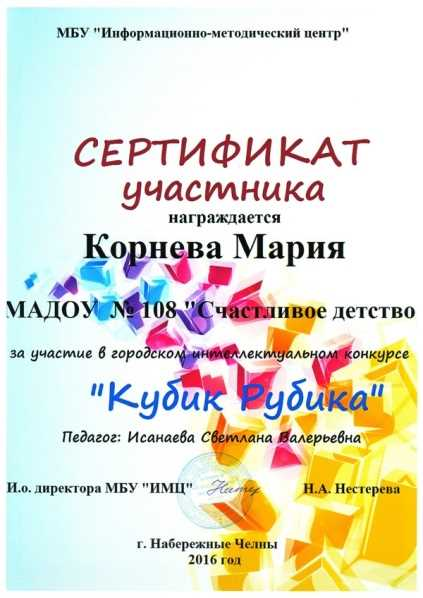 МБУ "Информационно-методический центр"
СЕРТИФИКАТ
участника
награждается
Корнева Мария
МАДОУ № 108 "Счастливое детство
за участие в городском интеллектуальном конкурсе
"Кубик Рубика"
Педагог: Исанаева Светлана Валерьевна
И.о. директора МБУ "ИМЦ" Н.А. Нестерева
г. Набережные Челны
2016 год